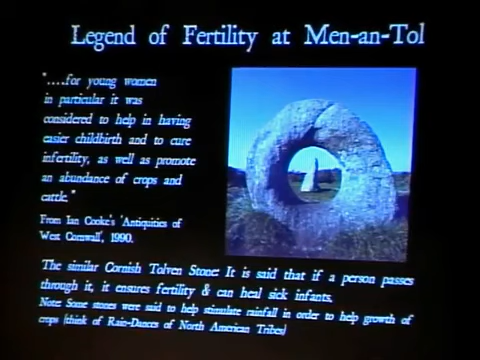 Legend of Fertility at Men-an-Tol
"....for young women
in particular it was
considered to help in having
easier childbirth and to cure
infertility, as well as promote
an abundance of crops and
cattle."
From Ian Cooke's 'Antiquities of
West Cornwall', 1990.
The similar Cornish Tolven Stone: It is said that if a person passes
through it, it ensures fertility & can heal sick infants.
Note: Some stones were said to help stimulate rainfall in order to help growth of
crops (think of Rain-Dances of North American Tribes)